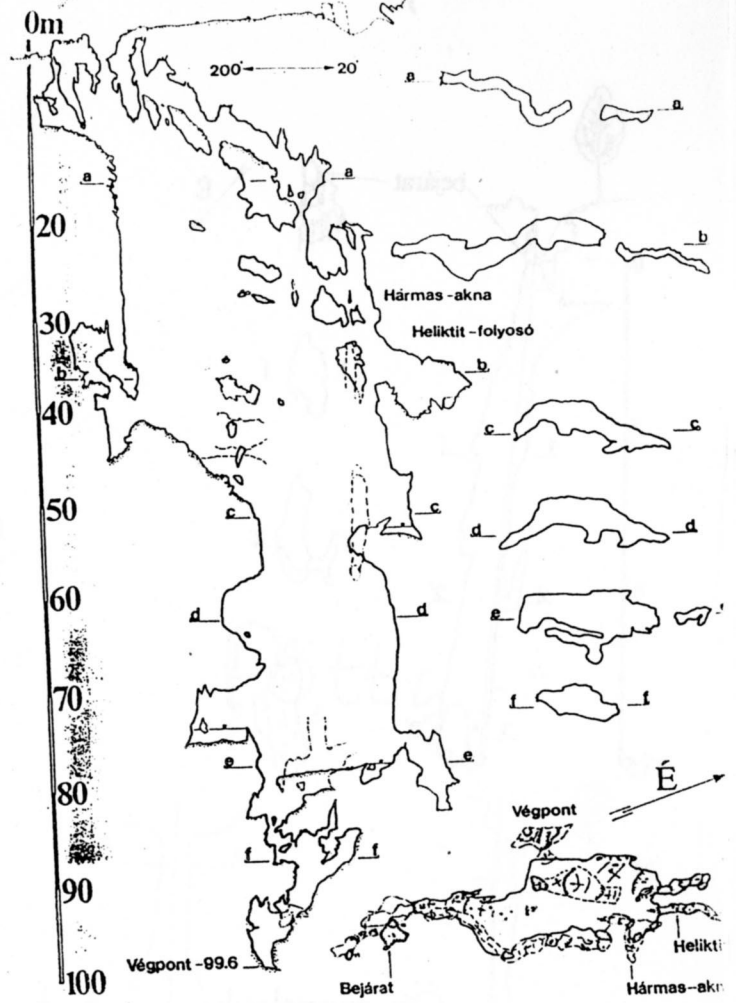 0m
200° 20°
a
a
a
a
20
b
Hármas-akna
30
Heliktit-folyosó
b
b
40
c
c
c
c
50
d
d
60
e
d
d
70
f
f
e
e
É
80
Végpont
f
f
90
Végpont -99.6
Helikti
100
Bejárat
Hármas-akn
bejárat